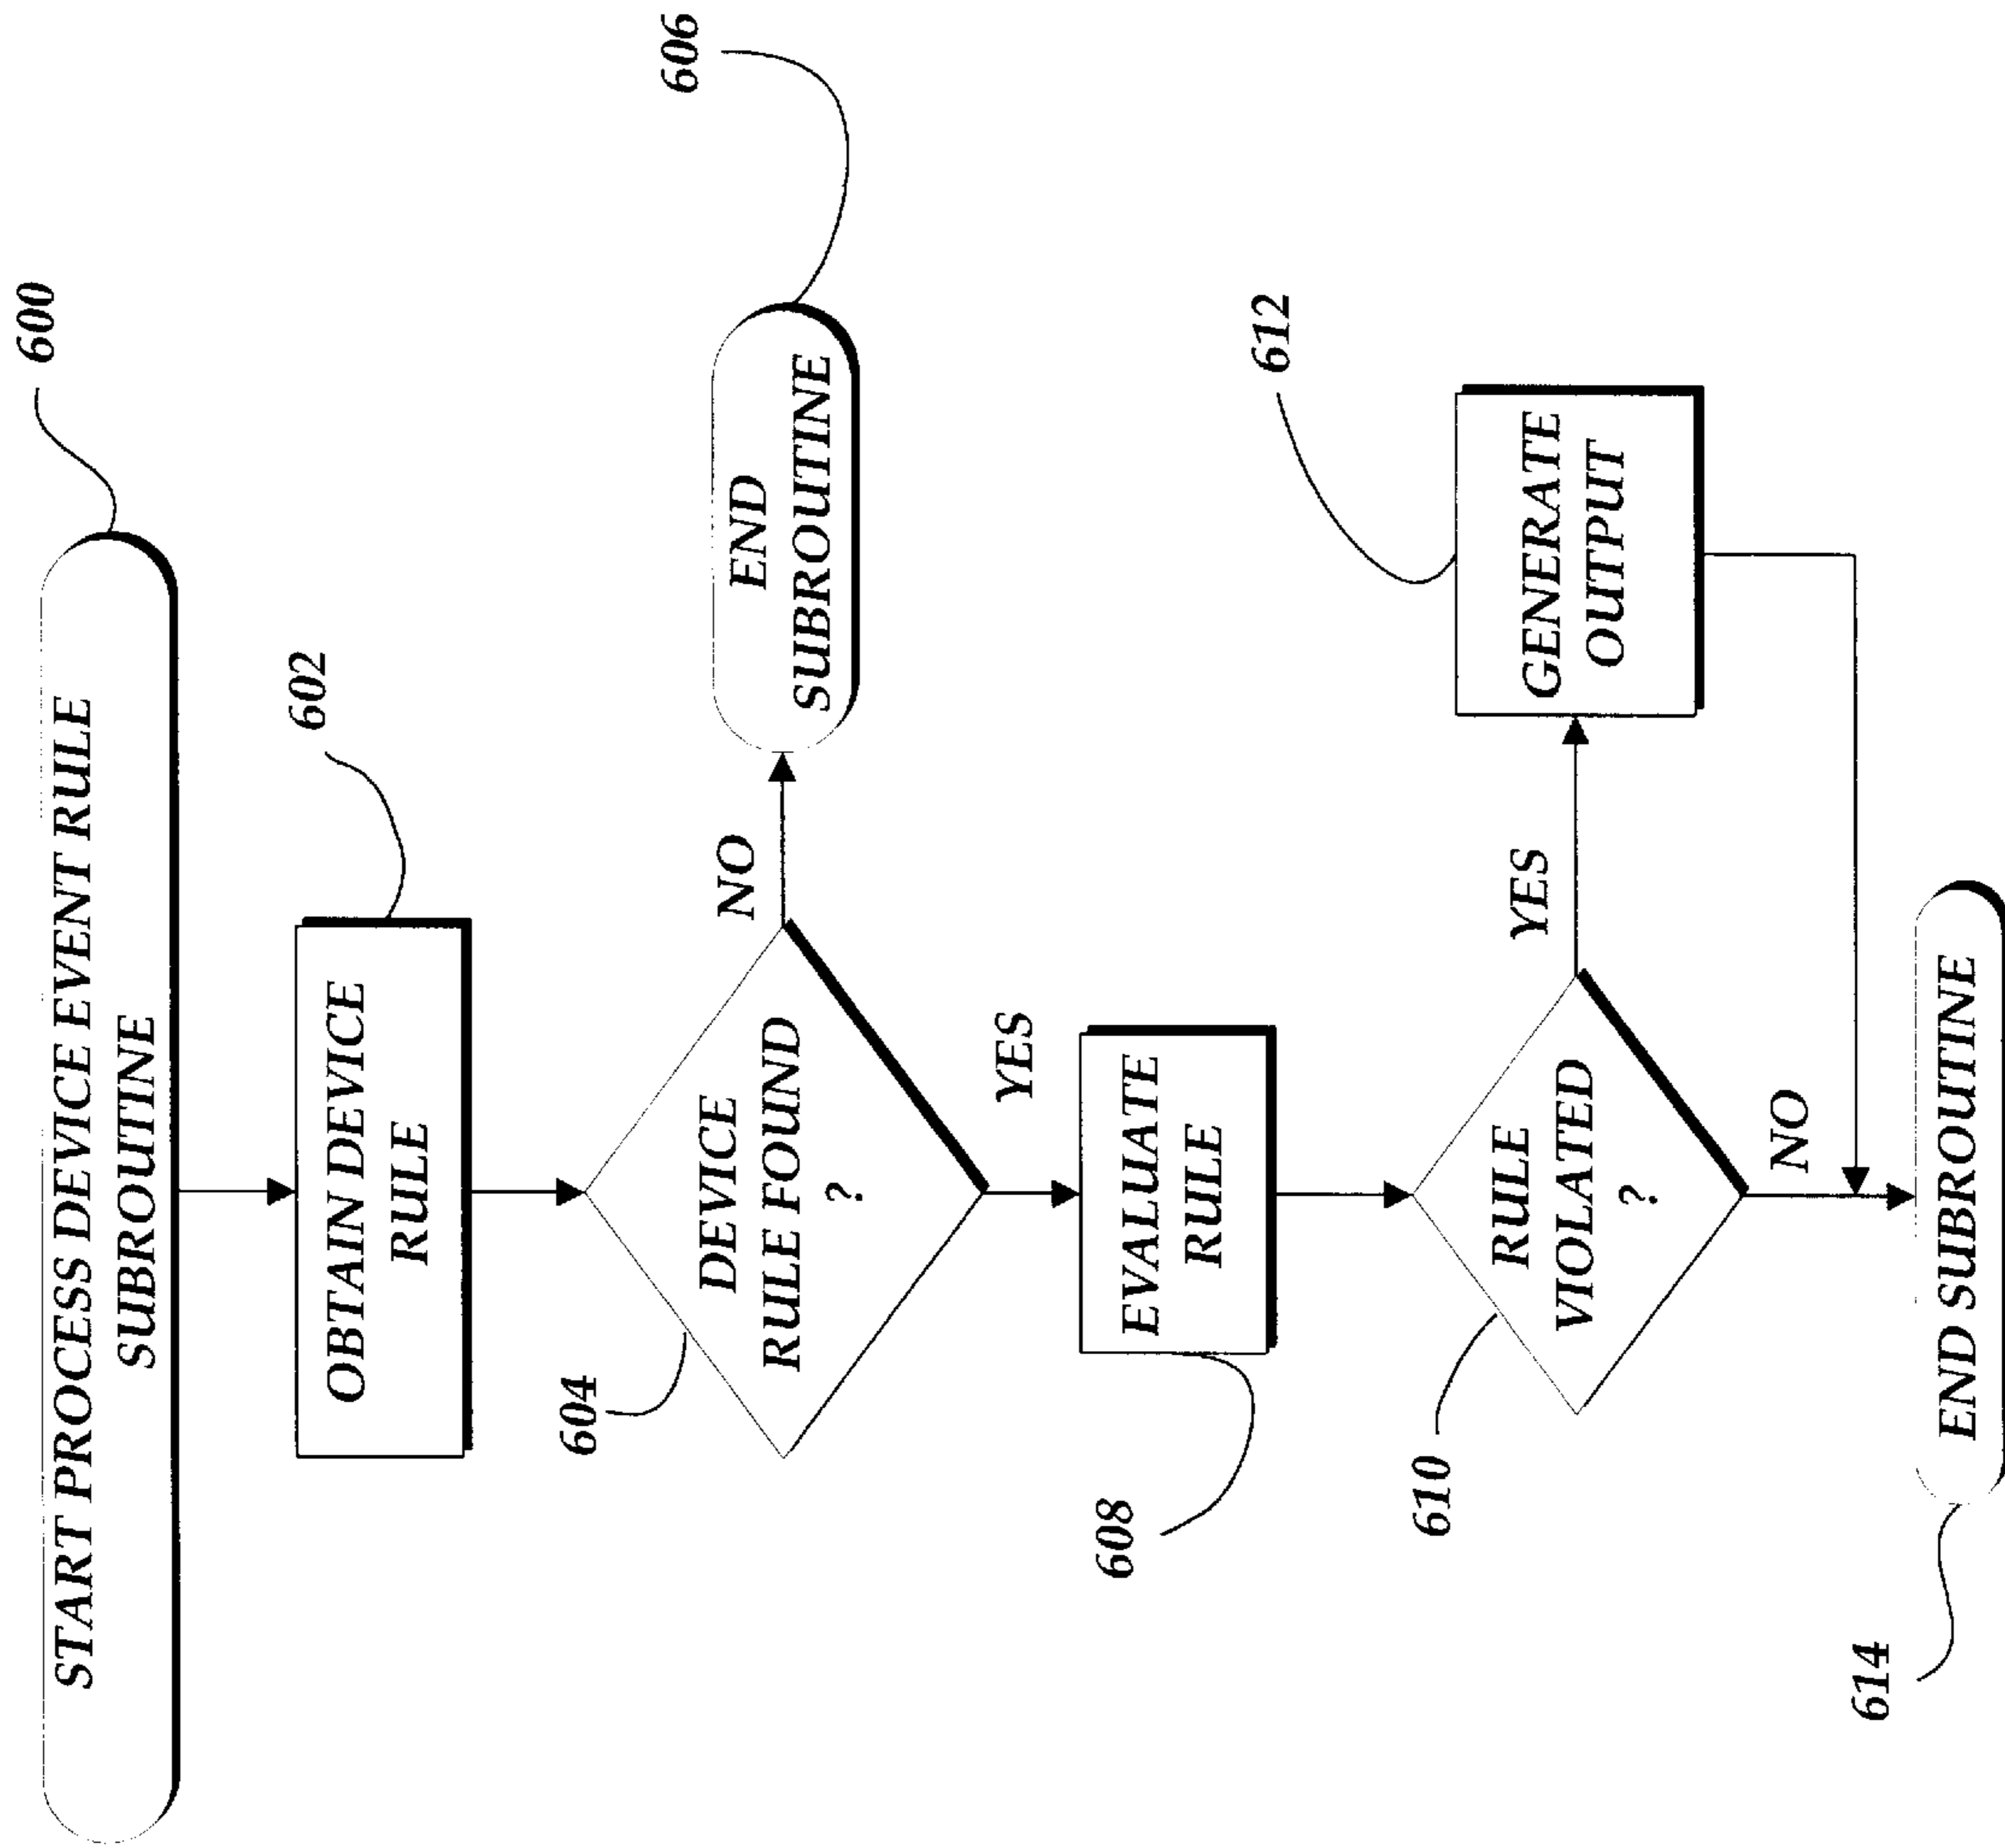 600
START PROCESS DEVICE EVENT RULE
SUBROUTINE
602
OBTAIN DEVICE
RULE
604
DEVICE
RULE FOUND
?
NO
606
END
SUBROUTINE
YES
608
EVALUATE
RULE
610
RULE
VIOLATED
?
YES
612
GENERATE
OUTPUT
NO
614
END SUBROUTINE